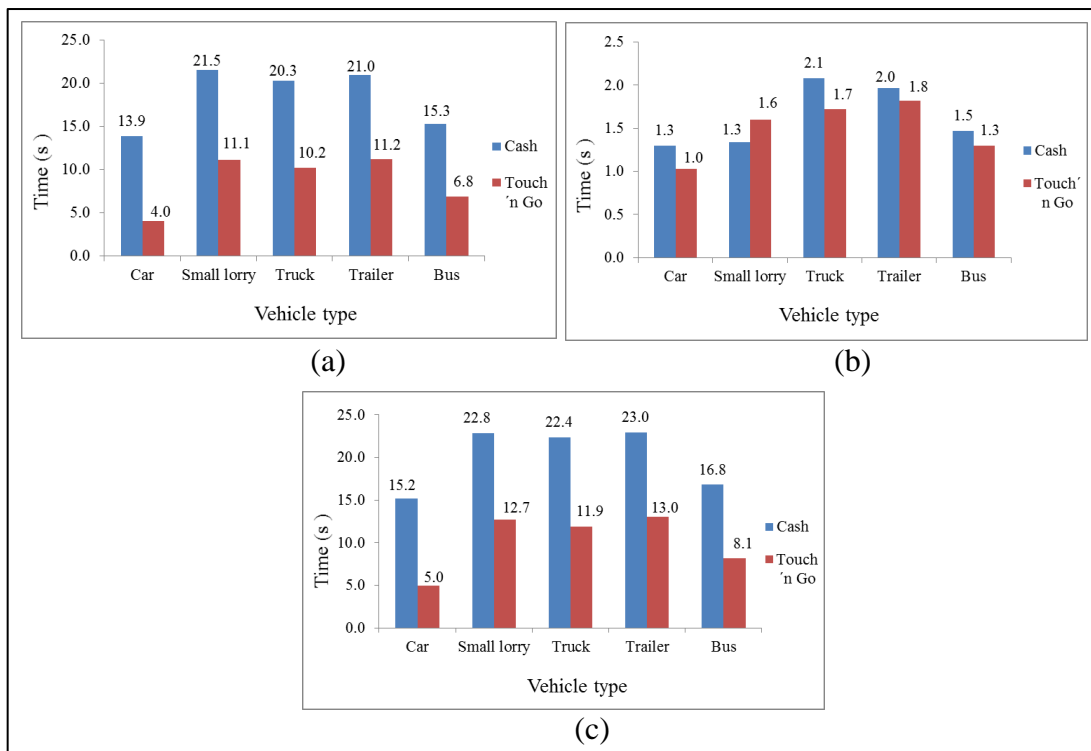 25.0
20.0
15.0
10.0
5.0
0.0
Time (s )
13.9
4.0
21.5
11.1
20.3
10.2
21.0
11.2
15.3
6.8
Car Small lorry Truck Trailer Bus
Vehicle type
Cash
Touch
´n Go
(a)
2.5
2.0
1.5
1.0
0.5
0.0
Time (s )
1.3
1.0
1.3
1.6
2.1
1.7
2.0
1.8
1.5
1.3
Car Small lorry Truck Trailer Bus
Vehicle type
Cash
Touch´
n Go
(b)
25.0
20.0
15.0
10.0
5.0
0.0
Time (s )
15.2
5.0
22.8
12.7
22.4
11.9
23.0
13.0
16.8
8.1
Car Small lorry Truck Trailer Bus
Vehicle type
Cash
Touch
´n Go
(c)